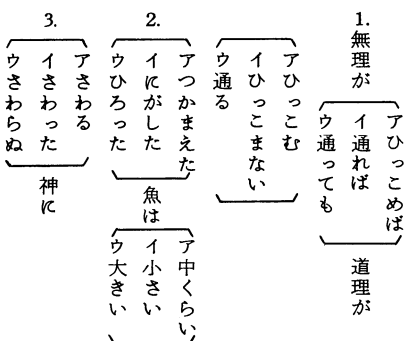 1.
無理が
アひっこめば
イ通れば
ウ通っても
道理が
アひっこむ
イひっこまない
ウ通る
2.
アつかまえた
イにがした
ウひろった
魚は
ア中くらい
イ小さい
ウ大きい
3.
アさわる
イさわった
ウさわらぬ
神に